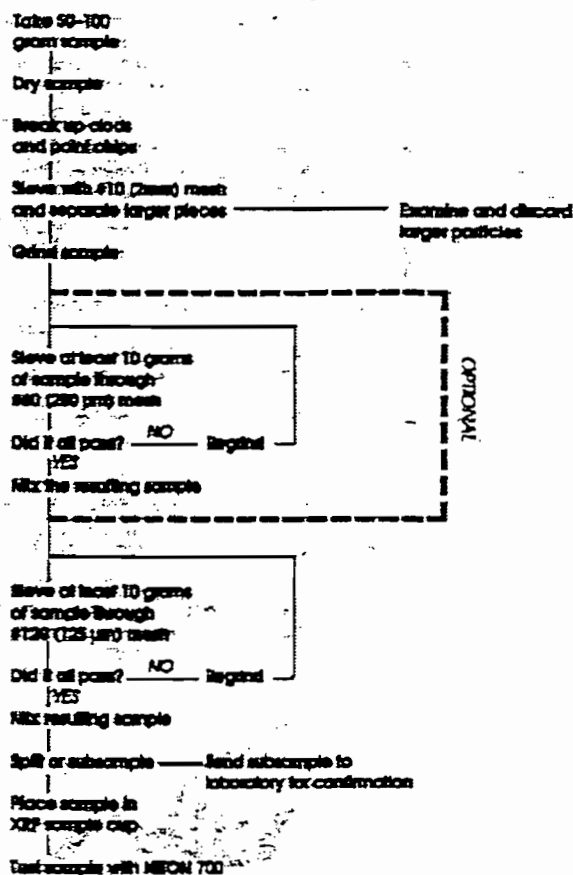 Take 50-100
gram sample
Dry sample
Break up clods
and paint chips
Sieve with #10 (2mm) mesh
and separate larger pieces
Examine and discard
larger particles
Grind sample
OPTIONAL
Sieve at least 10 grams
of sample through
#60 (250 μm) mesh
Did it all pass? NO Regrind
YES
Mix the resulting sample
Sieve at least 10 grams
of sample through
#120 (125 μm) mesh
Did it all pass? NO Regrind
YES
Mix resulting sample
Split or subsample
Send subsample to
laboratory for confirmation
Place sample in
XRF sample cup
Test sample with 700